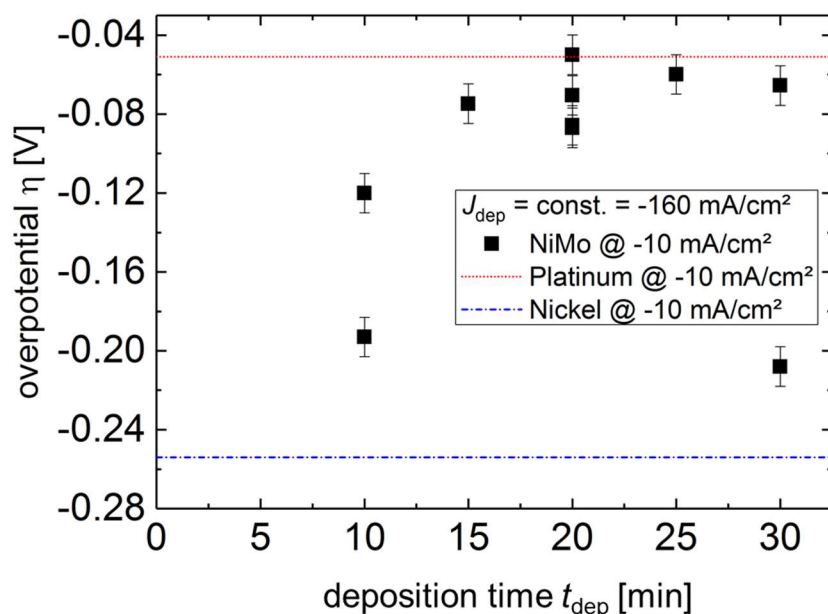 -0.04
-0.08
-0.12
-0.16
-0.20
-0.24
-0.28
overpotential η [V]
J_dep = const. = -160 mA/cm²
NiMo @ -10 mA/cm²
Platinum @ -10 mA/cm²
Nickel @ -10 mA/cm²
0 5 10 15 20 25 30
deposition time t_dep [min]